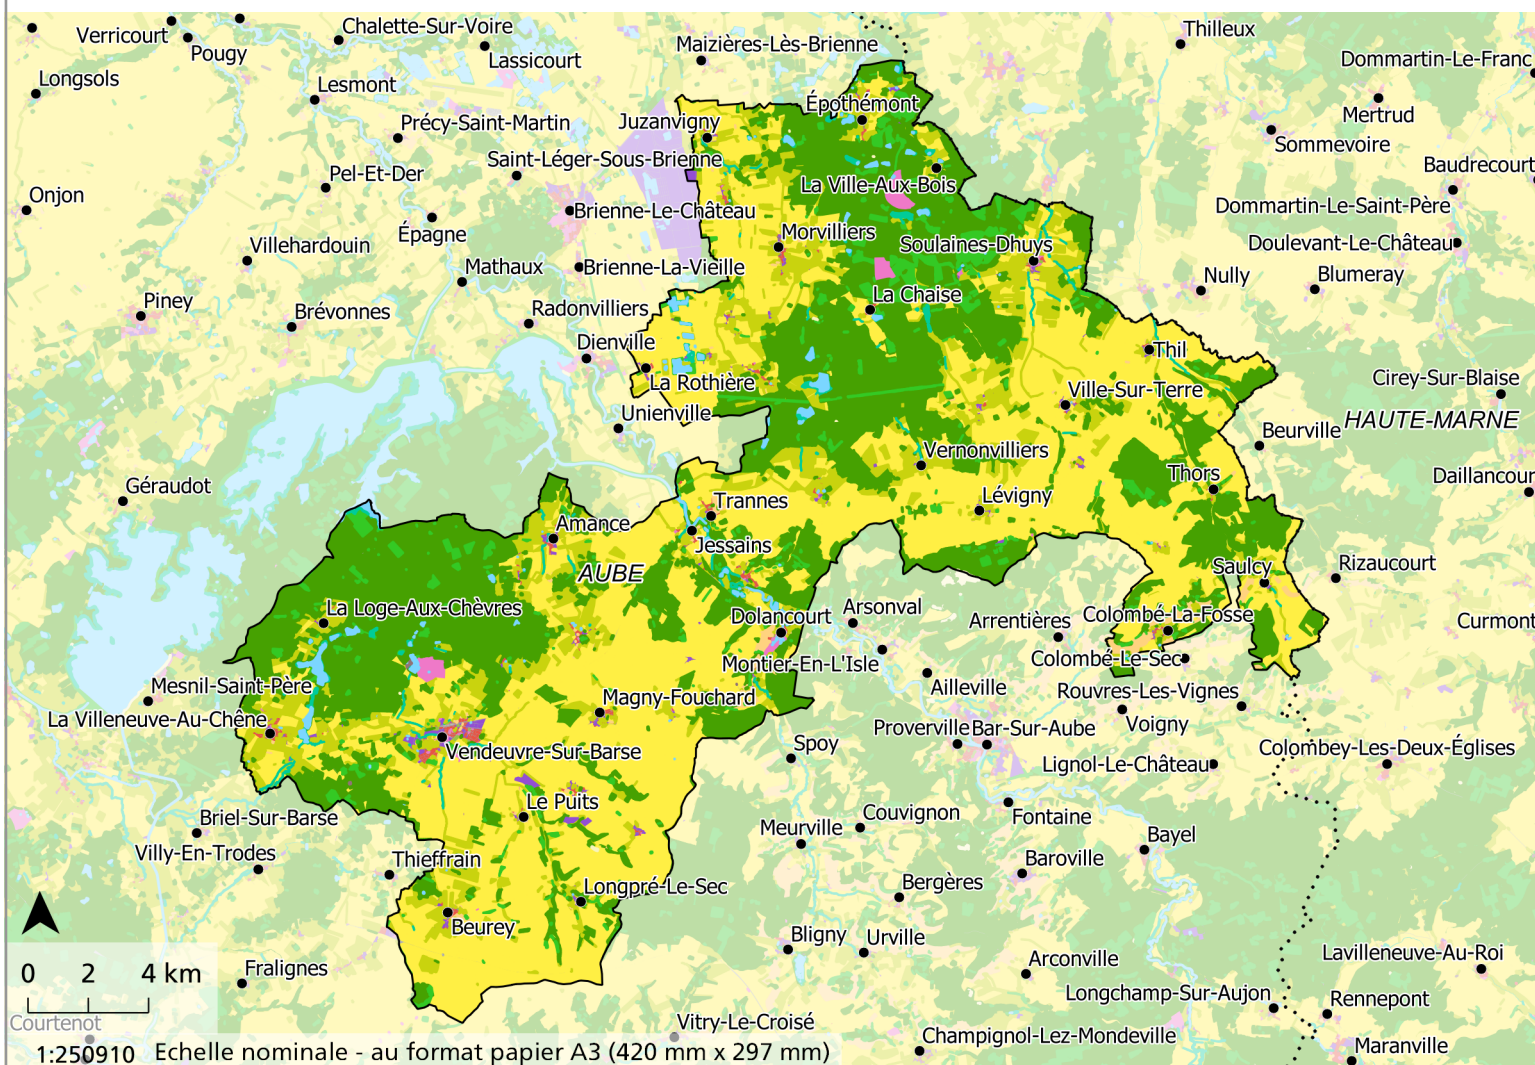 Verricourt
Pougy
Chalette-Sur-Voire
Lassicourt
Maizières-Lès-Brienne
Thilleux
Dommartin-Le-Franc
Longsols
Lesmont
Mertrud
Épothémont
Précy-Saint-Martin
Juzanvigny
Sommevoire
Saint-Léger-Sous-Brienne
Baudrecourt
Pel-Et-Der
La Ville-Aux-Bois
Onjon
Dommartin-Le-Saint-Père
Épagne
Brienne-Le-Château
Morvilliers
Villehardouin
Soulaines-Dhuys
Doulevant-Le-Château
Mathaux
Brienne-La-Vieille
Nully
Blumeray
Piney
Brévonnes
Radonvilliers
La Chaise
Dienville
Thil
La Rothière
Ville-Sur-Terre
Cirey-Sur-Blaise
Unienville
HAUTE-MARNE
Beurville
Vernonvilliers
Géraudot
Thors
Daillancour
Trannes
Lévigny
Amance
Jessains
AUBE
Saulcy
Rizaucourt
La Loge-Aux-Chèvres
Dolancourt
Arsonval
Arrentières
Colombé-La-Fosse
Curmont
Montier-En-L'Isle
Colombé-Le-Sec
Mesnil-Saint-Père
Ailleville
Rouvres-Les-Vignes
La Villeneuve-Au-Chêne
Magny-Fouchard
Voigny
Proverville
Bar-Sur-Aube
Vendeuvre-Sur-Barse
Spoy
Lignol-Le-Château
Colombey-Les-Deux-Églises
Le Puits
Briel-Sur-Barse
Meurville
Couvignon
Fontaine
Bayel
Villy-En-Trodes
Thieffrain
Baroville
Longpré-Le-Sec
Bergères
Beurey
Bligny
Urville
Fralignes
Arconville
Lavilleneuve-Au-Roi
0 2 4 km
Longchamp-Sur-Aujon
Rennepont
Courtenot
Vitry-Le-Croisé
Champignol-Lez-Mondeville
Maranville
1:250910 Echelle nominale - au format papier A3 (420 mm x 297 mm)